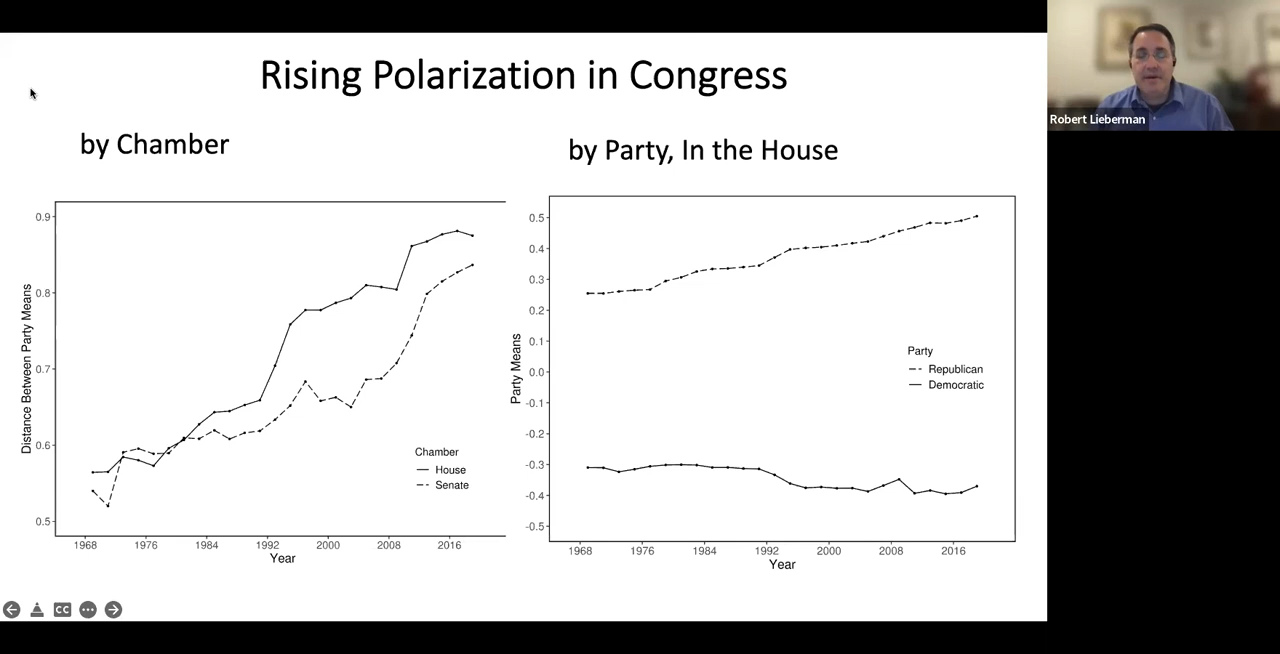 Rising Polarization in Congress
by Chamber
by Party, In the House
Distance Between Party Means
0.9
0.8
0.7
0.6
0.5
1968 1976 1984 1992 2000 2008 2016
Year
Chamber
House
Senate
Party Means
0.5
0.4
0.3
0.2
0.1
0.0
-0.1
-0.2
-0.3
-0.4
-0.5
1968 1976 1984 1992 2000 2008 2016
Year
Party
Republican
Democratic
CC
Robert Lieberman